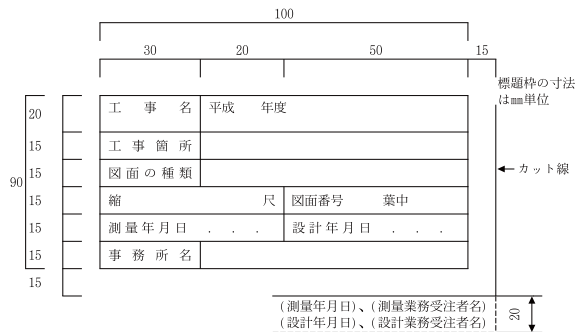 100
30 20 50 15
標題枠の寸法
は㎜単位
20 工事名 平成 年度
15 工事箇所
15 図面の種類 ←カット線
90
15 縮 尺 図面番号 葉中
15 測量年月日 . . . 設計年月日 . . .
15 事務所名
15
(測量年月日)、(測量業務受注者名)
(設計年月日)、(設計業務受注者名)
20